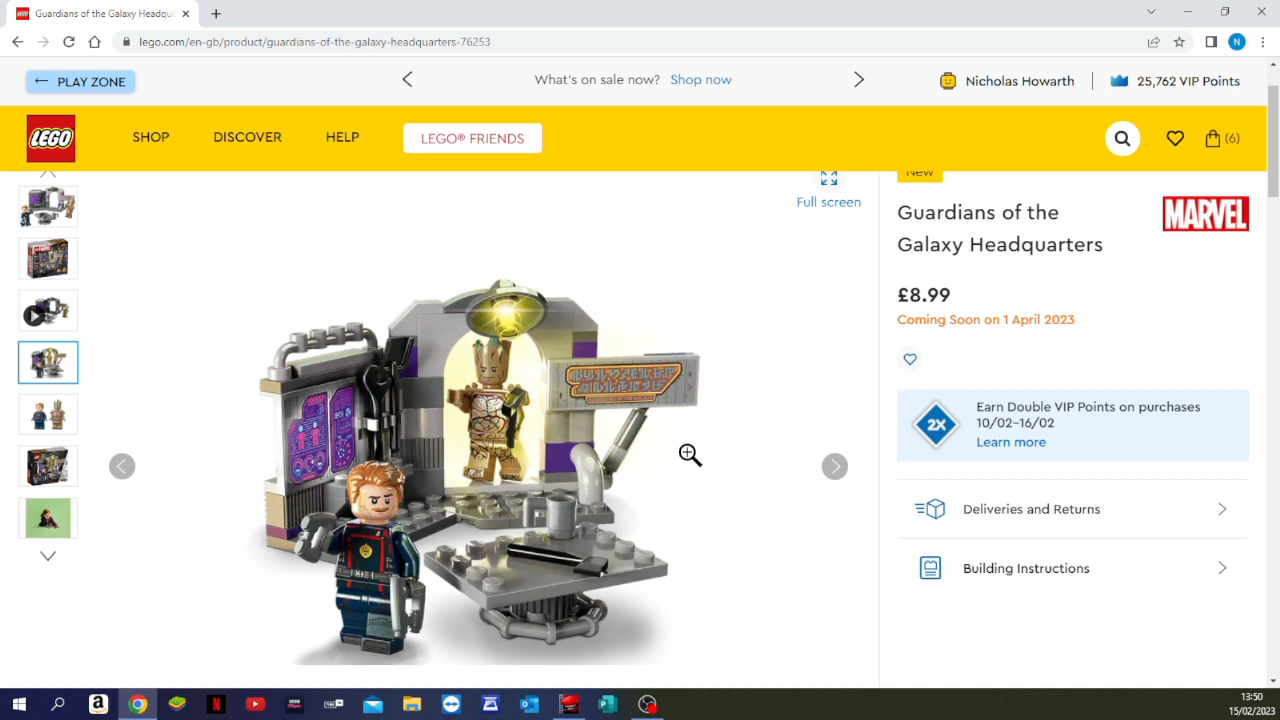 Guardians of the Galaxy Headqua
lego.com/en-gb/product/guardians-of-the-galaxy-headquarters-76253
N
PLAY ZONE
What's on sale now? Shop now
Nicholas Howarth
25,762 VIP Points
LEGO
SHOP
DISCOVER
HELP
LEGO® FRIENDS
(6)
Full screen
New
Guardians of the
Galaxy Headquarters
MARVEL
£8.99
Coming Soon on 1 April 2023
2X
Earn Double VIP Points on purchases
10/02-16/02
Learn more
Deliveries and Returns
Building Instructions
13:50
15/02/2023